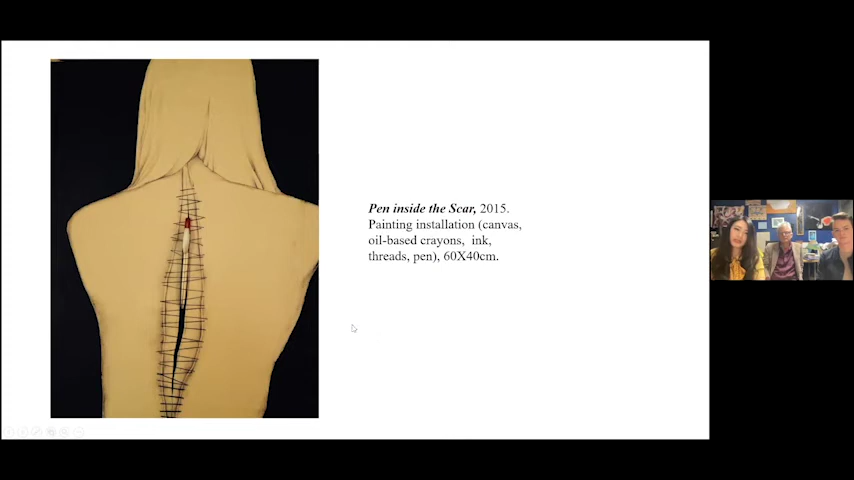 Pen inside the Scar, 2015.
Painting installation (canvas,
oil-based crayons, ink,
threads, pen), 60X40cm.